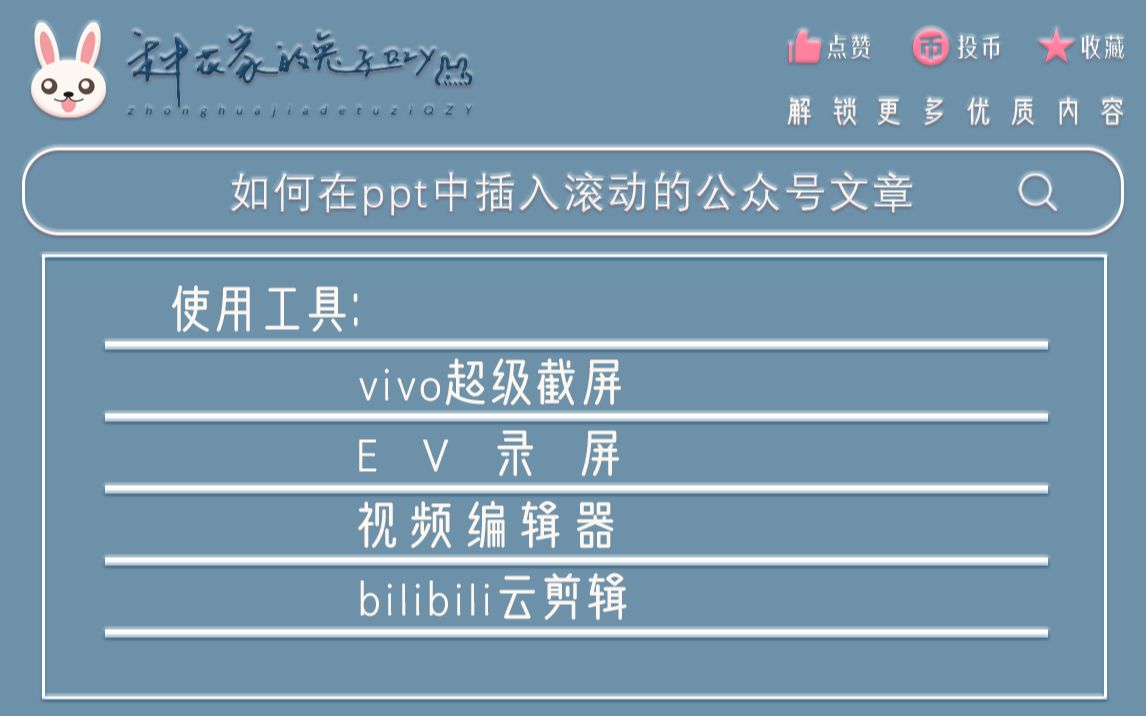 种花家的兔子QZY
zhonghuajiadetuziQZY
点赞 币 投币 收藏
解锁更多优质内容
如何在ppt中插入滚动的公众号文章
使用工具:
vivo超级截屏
EV录屏
视频编辑器
bilibili云剪辑